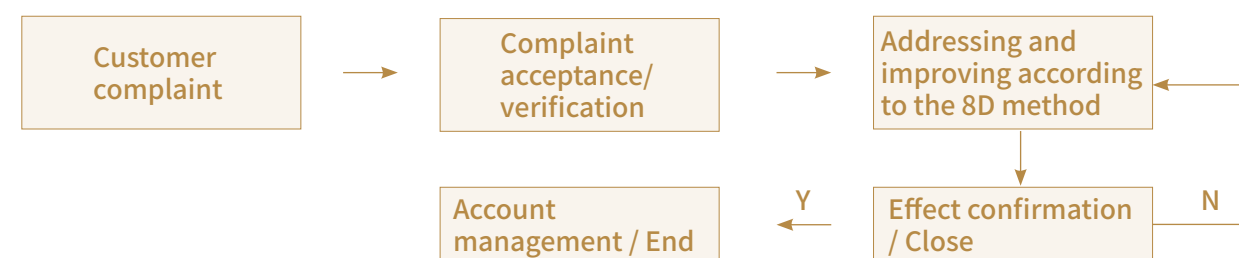 Customer
complaint
Complaint
acceptance/
verification
Addressing and
improving according
to the 8D method
Account
management / End
Y
Effect confirmation
/ Close
N